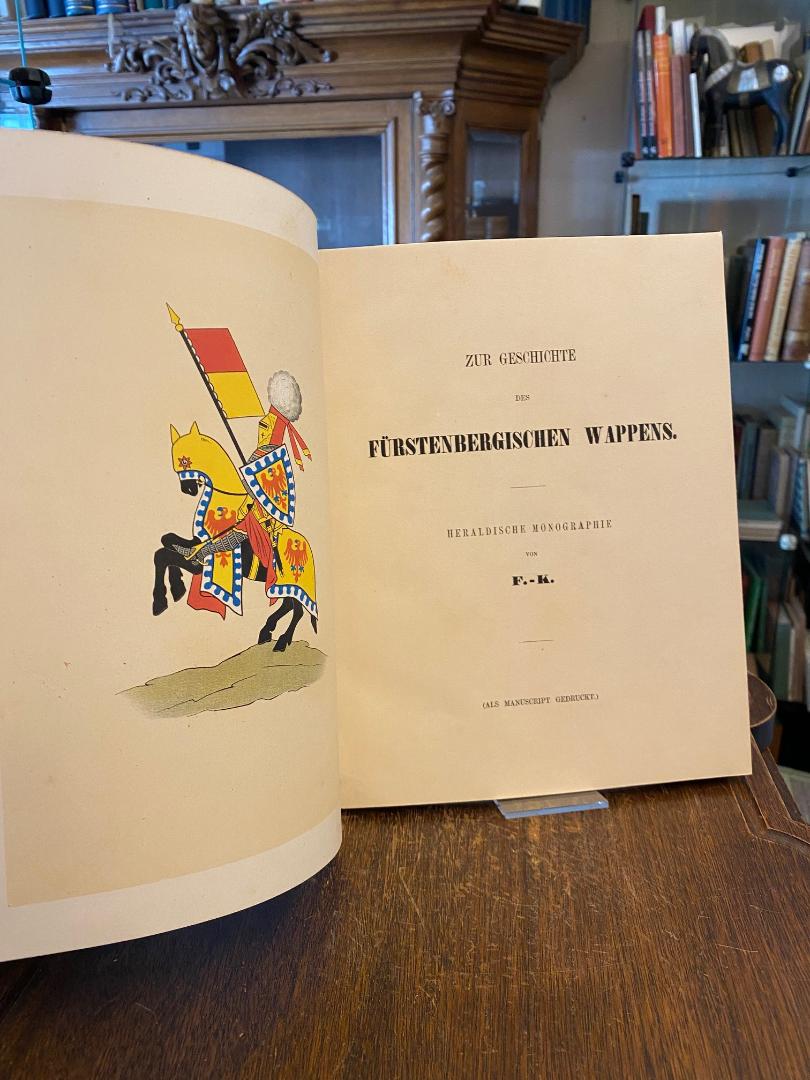 ZUR GESCHICHTE
DES
FÜRSTENBERGISCHEN WAPPENS.
HERALDISCHE MONOGRAPHIE
VON
F.-K.
(ALS MANUSCRIPT GEDRUCKT.)